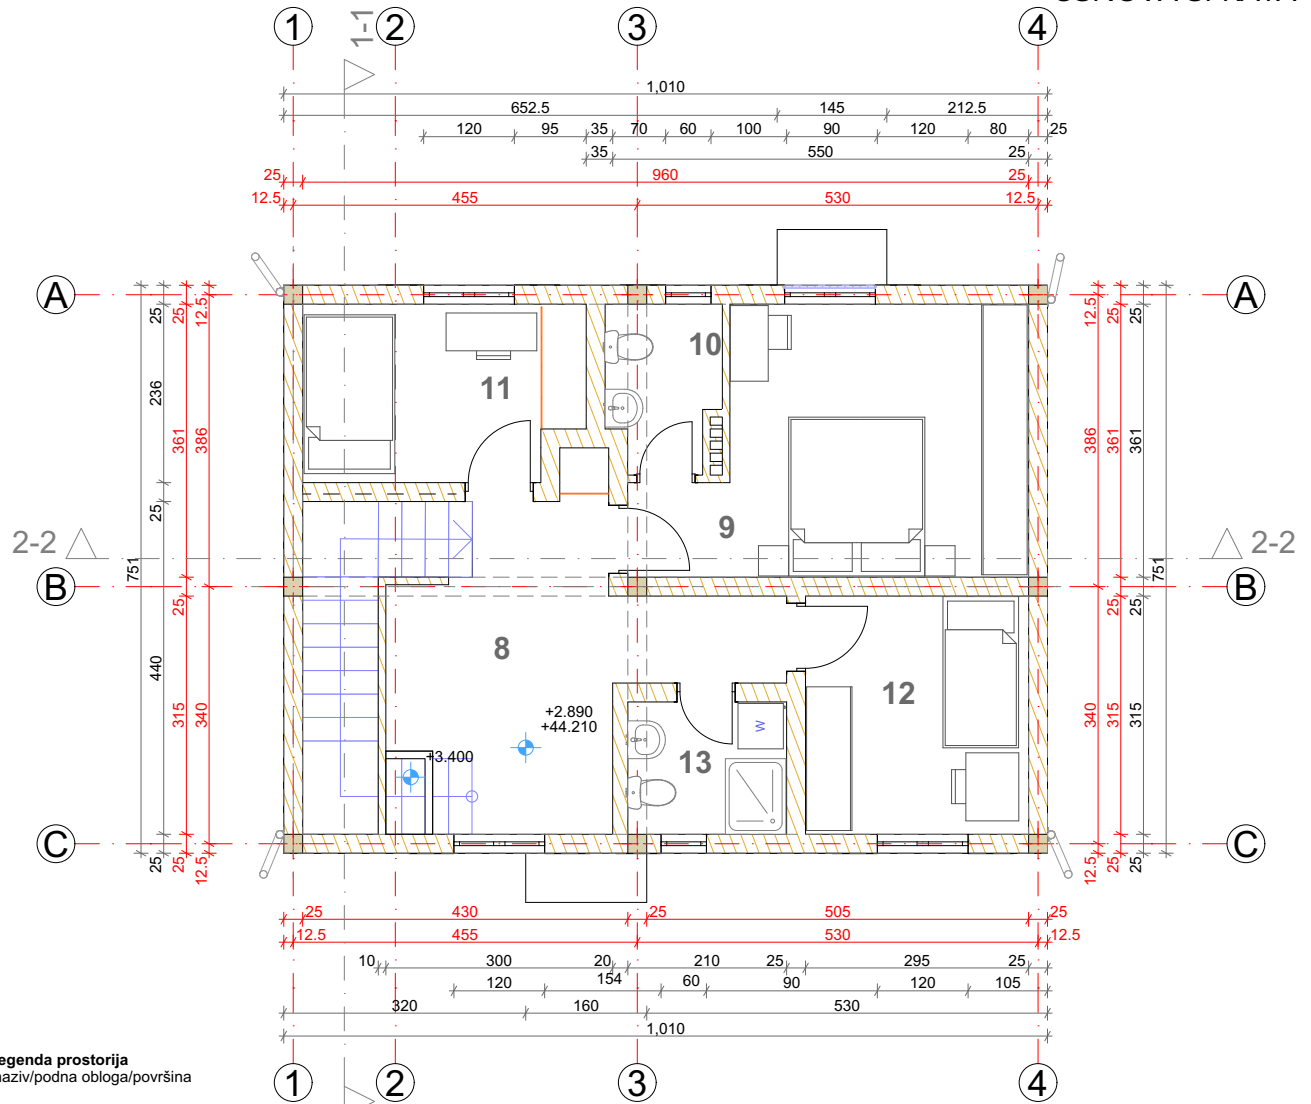 1 2 3 4
1-1
1,010
652.5 145 212.5
120 95 35 70 60 100 90 120 80 25
35 550 25
25 960 25
12.5 455 530 12.5
A A
B B
C C
2-2 2-2
751
25 236 25 440 25
25 361 25 315 25
12.5 386 340 12.5
12.5 386 340 12.5
25 361 25 315 25
25 361 25 315 25
751
11
10
9
8
12
13
W
+2.890
+44.210
+3.400
25 430 25 505 25
12.5 455 530 12.5
10 300 20 210 25 295 25
120 154 60 90 120 105
320 160 530
1,010
1 2 3 4
egenda prostorija
naziv/podna obloga/površina